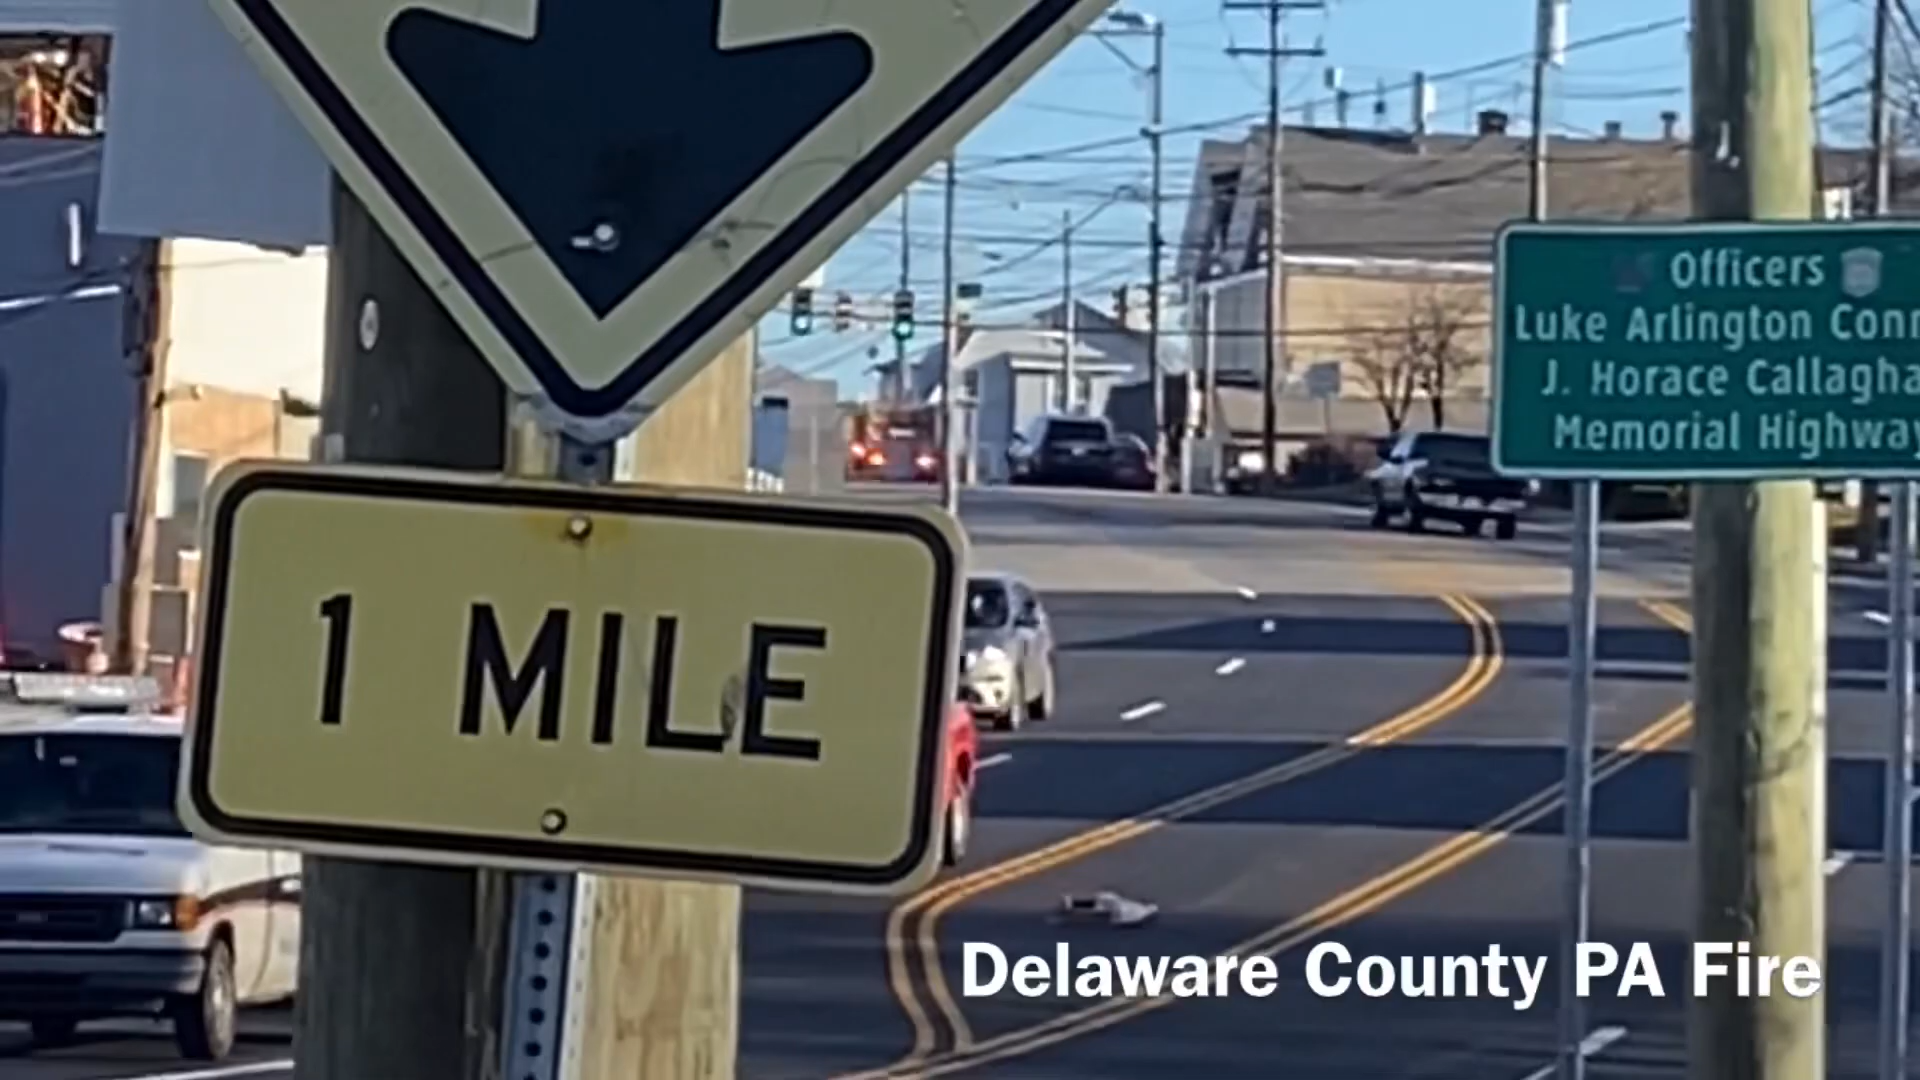 Officers
Luke Arlington Conn
J. Horace Callagha
Memorial Highway
1 MILE
Delaware County PA Fire